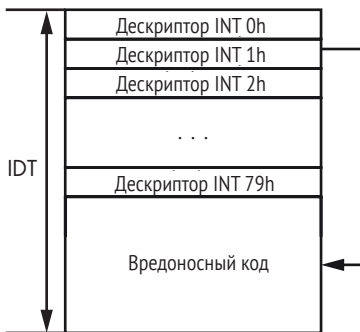 Дескриптор INT 0h
Дескриптор INT 1h
Дескриптор INT 2h
. . .
IDT
Дескриптор INT 79h
Вредоносный код